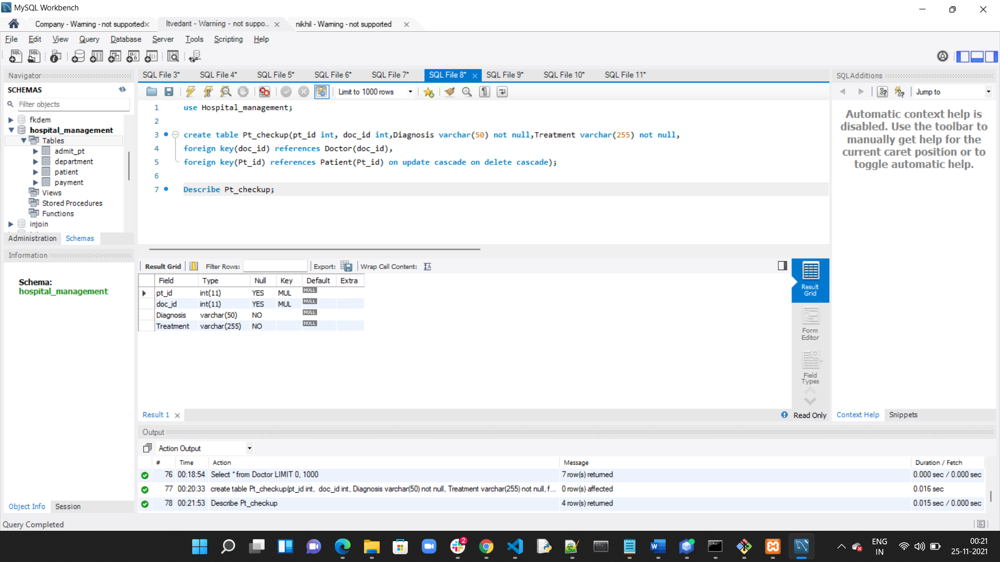 MySQL Workbench
Company - Warning - not supported
Itvedant - Warning - not suppo...
nikhil - Warning - not supported
File Edit View Query Database Server Tools Scripting Help
Navigator
SCHEMAS
Filter objects
fkdem
hospital_management
Tables
admit_pt
department
patient
payment
Views
Stored Procedures
Functions
injoin
Administration Schemas
Information
Schema:
hospital_management
Object Info Session
SQL File 3* SQL File 4* SQL File 5* SQL File 6* SQL File 7* SQL File 8* SQL File 9* SQL File 10* SQL File 11*
Limit to 1000 rows
1 use Hospital_management;
2
3 create table Pt_checkup(pt_id int, doc_id int,Diagnosis varchar(50) not null,Treatment varchar(255) not null,
4 foreign key(doc_id) references Doctor(doc_id),
5 foreign key(Pt_id) references Patient(Pt_id) on update cascade on delete cascade);
6
7 Describe Pt_checkup;
Result Grid Filter Rows: Export: Wrap Cell Content:
Field Type Null Key Default Extra
pt_id int(11) YES MUL NULL
doc_id int(11) YES MUL NULL
Diagnosis varchar(50) NO NULL
Treatment varchar(255) NO NULL
Result Grid
Form Editor
Field Types
Result 1
Read Only
SQLAdditions
Jump to
Automatic context help is
disabled. Use the toolbar to
manually get help for the
current caret position or to
toggle automatic help.
Context Help Snippets
Output
Action Output
# Time Action Message Duration / Fetch
76 00:18:54 Select * from Doctor LIMIT 0, 1000 7 row(s) returned 0.000 sec / 0.000 sec
77 00:20:33 create table Pt_checkup(pt_id int, doc_id int, Diagnosis varchar(50) not null, Treatment varchar(255) not null, f... 0 row(s) affected 0.016 sec
78 00:21:53 Describe Pt_checkup 4 row(s) returned 0.015 sec / 0.000 sec
Query Completed
2
ENG
IN
00:21
25-11-2021